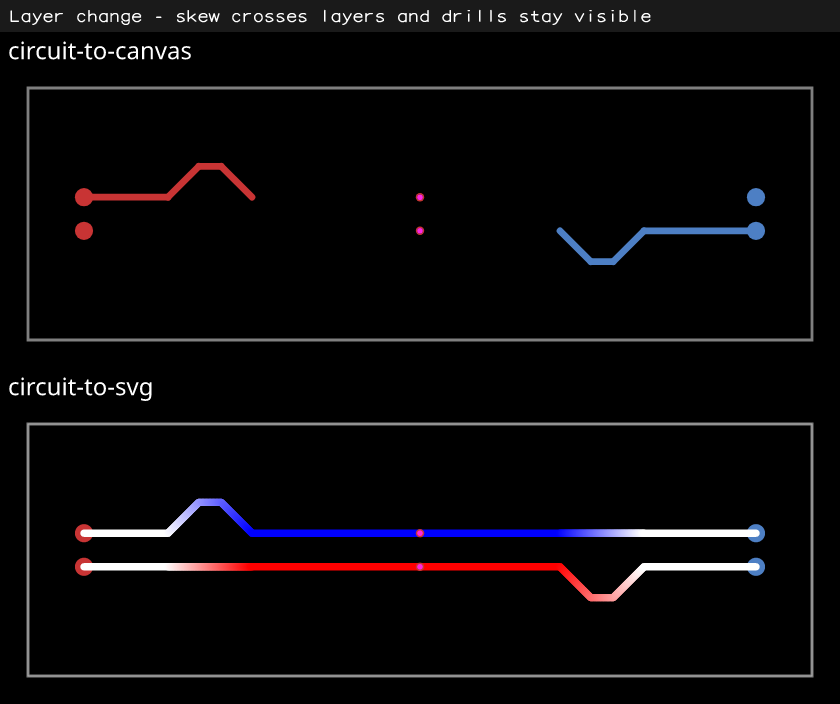 Layer change - skew crosses layers and drills stay visible
circuit-to-canvas
circuit-to-svg